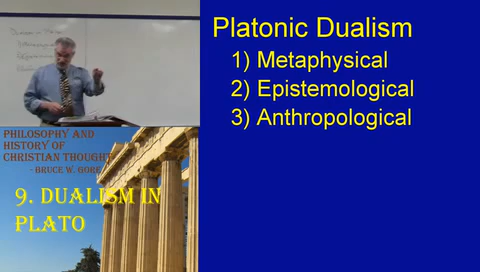 Platonic Dualism
1) Metaphysical
2) Epistemological
3) Anthropological
Philosophy and
History of
Christian Thought
- Bruce W. Gore
9. Dualism in
Plato